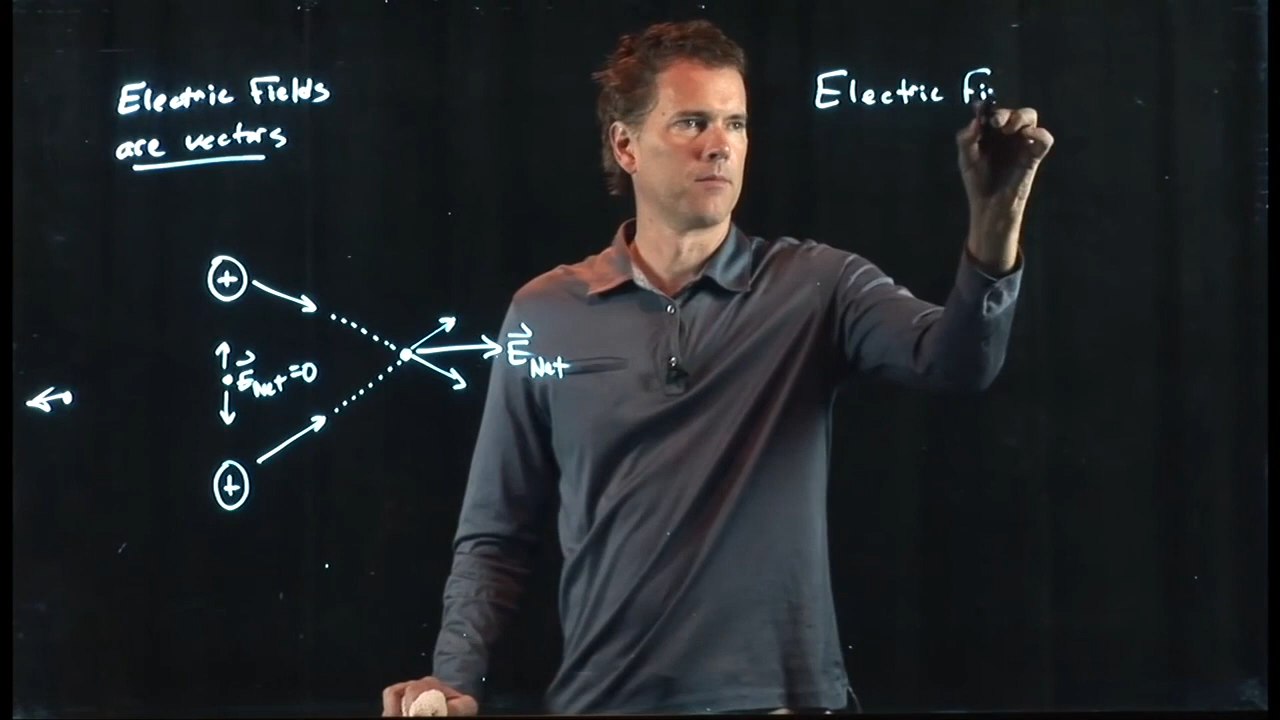 Electric Fields
are vectors
Electric Fi
+
E⃗ Net
E⃗ Net = 0
+